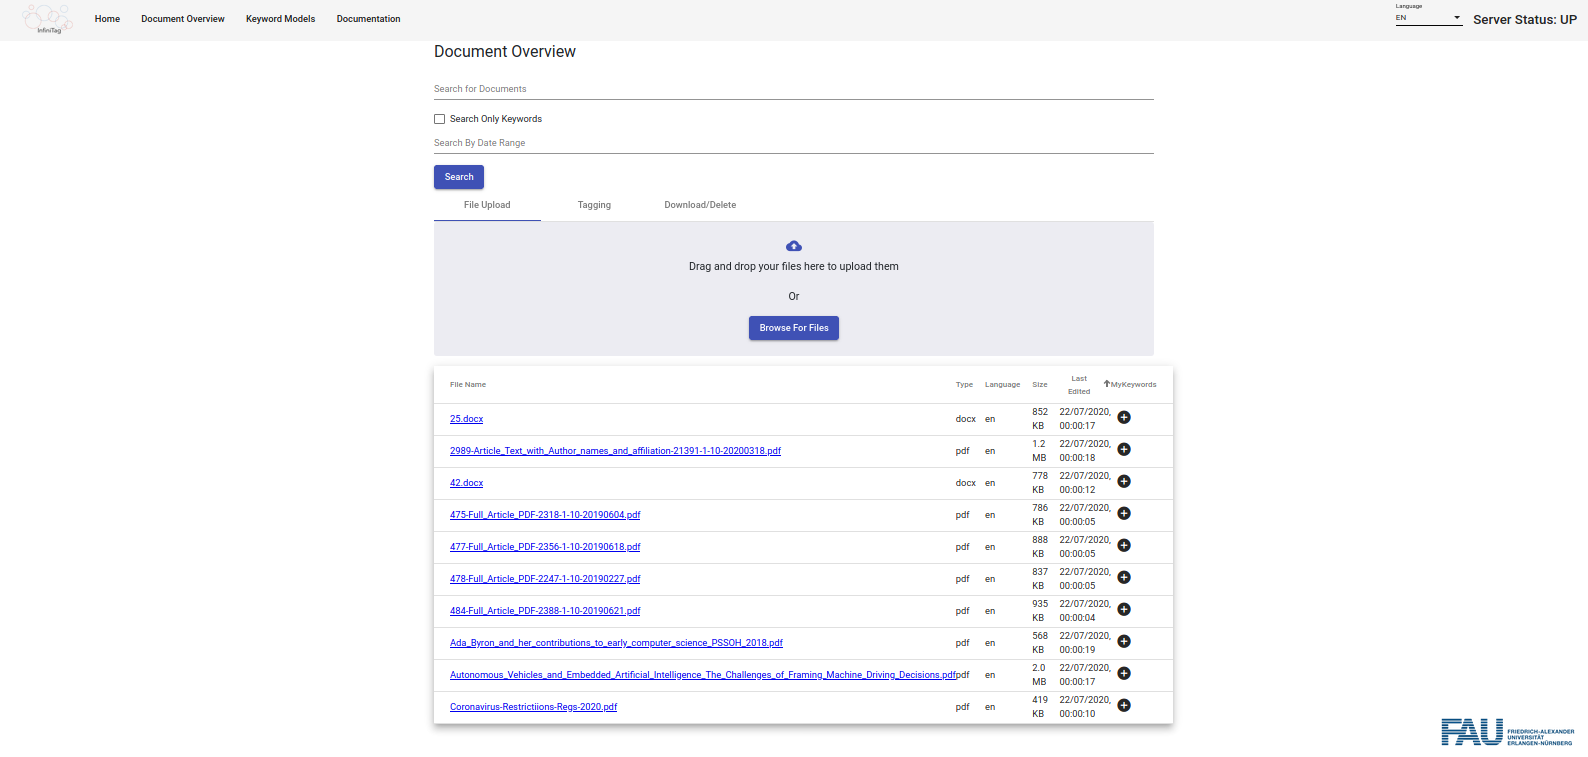 InfiniTag
Home
Document Overview
Keyword Models
Documentation
Language
EN
Server Status: UP
Document Overview
Search for Documents
Search Only Keywords
Search By Date Range
Search
File Upload
Tagging
Download/Delete
Drag and drop your files here to upload them
Or
Browse For Files
File Name Type Language Size Last Edited MyKeywords
25.docx docx en 852 KB 22/07/2020, 00:00:17
2989-Article_Text_with_Author_names_and_affiliation-21391-1-10-20200318.pdf pdf en 1.2 MB 22/07/2020, 00:00:18
42.docx docx en 778 KB 22/07/2020, 00:00:12
475-Full_Article_PDF-2318-1-10-20190604.pdf pdf en 786 KB 22/07/2020, 00:00:05
477-Full_Article_PDF-2356-1-10-20190618.pdf pdf en 888 KB 22/07/2020, 00:00:05
478-Full_Article_PDF-2247-1-10-20190227.pdf pdf en 837 KB 22/07/2020, 00:00:05
484-Full_Article_PDF-2388-1-10-20190621.pdf pdf en 935 KB 22/07/2020, 00:00:04
Ada_Byron_and_her_contributions_to_early_computer_science_PSSOH_2018.pdf pdf en 568 KB 22/07/2020, 00:00:19
Autonomous_Vehicles_and_Embedded_Artificial_Intelligence_The_Challenges_of_Framing_Machine_Driving_Decisions.pdf pdf en 2.0 MB 22/07/2020, 00:00:17
Coronavirus-Restrictiions-Regs-2020.pdf pdf en 419 KB 22/07/2020, 00:00:10
FAU
FRIEDRICH-ALEXANDER
UNIVERSITÄT
ERLANGEN-NÜRNBERG